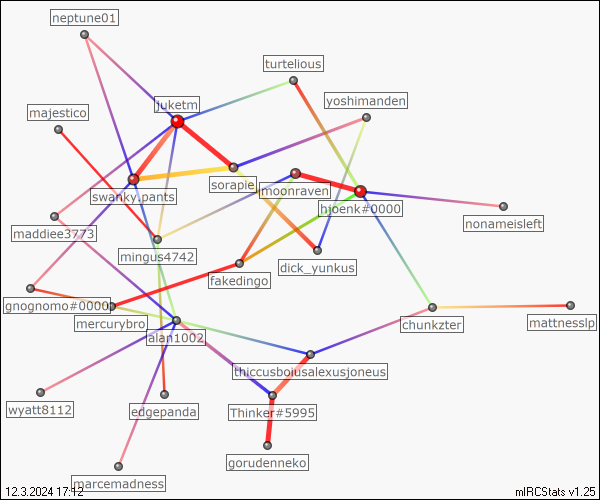 neptune01
turtelious
yoshimanden
juketm
majestico
sorapie
moonraven
swanky.pants
hjoenk#0000
nonameisleft
maddiee3773
mingus4742
dick_yunkus
fakedingo
gnognomo#0000
mercurybro
chunkzter
mattnesslp
alan1002
thiccusboiusalexusjoneus
wyatt8112
edgepanda
Thinker#5995
gorudenneko
marcemadness
12.3.2024 17:12
mIRCStats v1.25